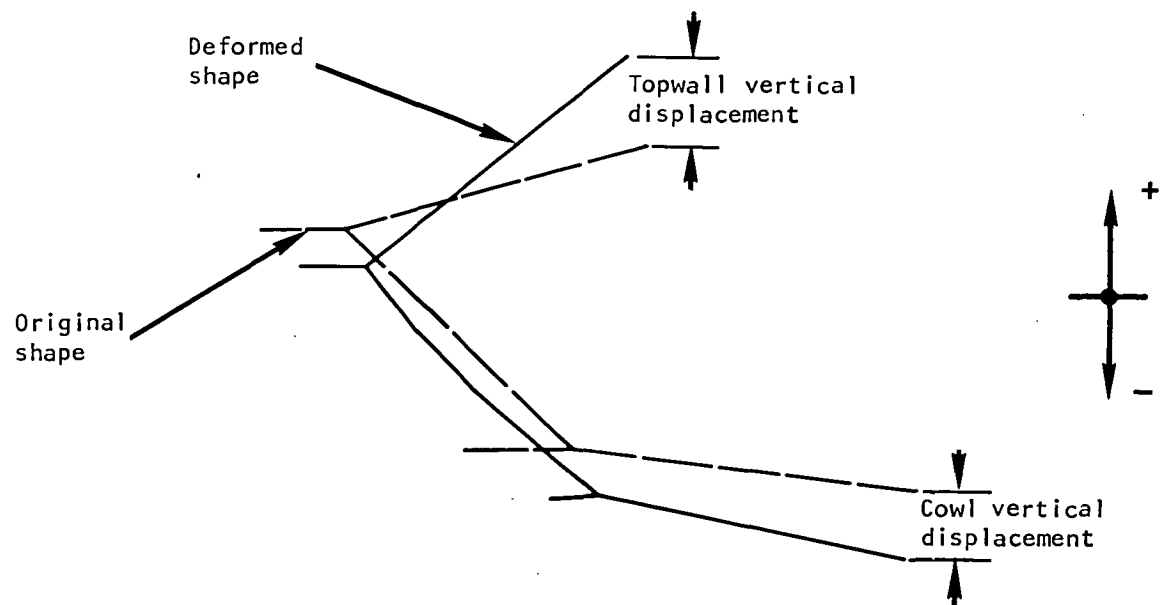 Deformed
shape
Topwall vertical
displacement
+
Original
shape
−
Cowl vertical
displacement